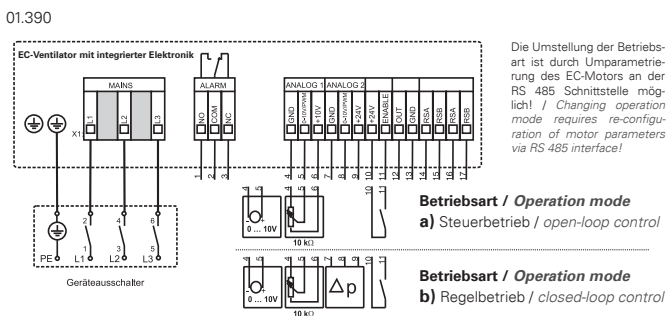 01.390
EC-Ventilator mit integrierter Elektronik
MAINS
ALARM
ANALOG 1 ANALOG 2
X1:
L1
L2
L3
NO
COM
NC
GND
0-10V/PWM
+10V
GND
0-10V/PWM
+24V
+24V
ENABLE
OUT
GND
RSA
RSB
RSA
RSB
1 2 3 4 5 6 7 8 9 10 11 12 13 14 15 16 17
Die Umstellung der Betriebs-
art ist durch Umparametrie-
rung des EC-Motors an der
RS 485 Schnittstelle mög-
lich! / Changing operation
mode requires re-configu-
ration of motor parameters
via RS 485 interface!
4 5 4 5 6 10 11
- +
0 ... 10V
10 kΩ
Betriebsart / Operation mode
a) Steuerbetrieb / open-loop control
2 4 6
1 3 5
PE L1 L2 L3
Geräteausschalter
4 5 4 5 6 7 8 9 10 11
- +
0 ... 10V
10 kΩ
Δp
Betriebsart / Operation mode
b) Regelbetrieb / closed-loop control